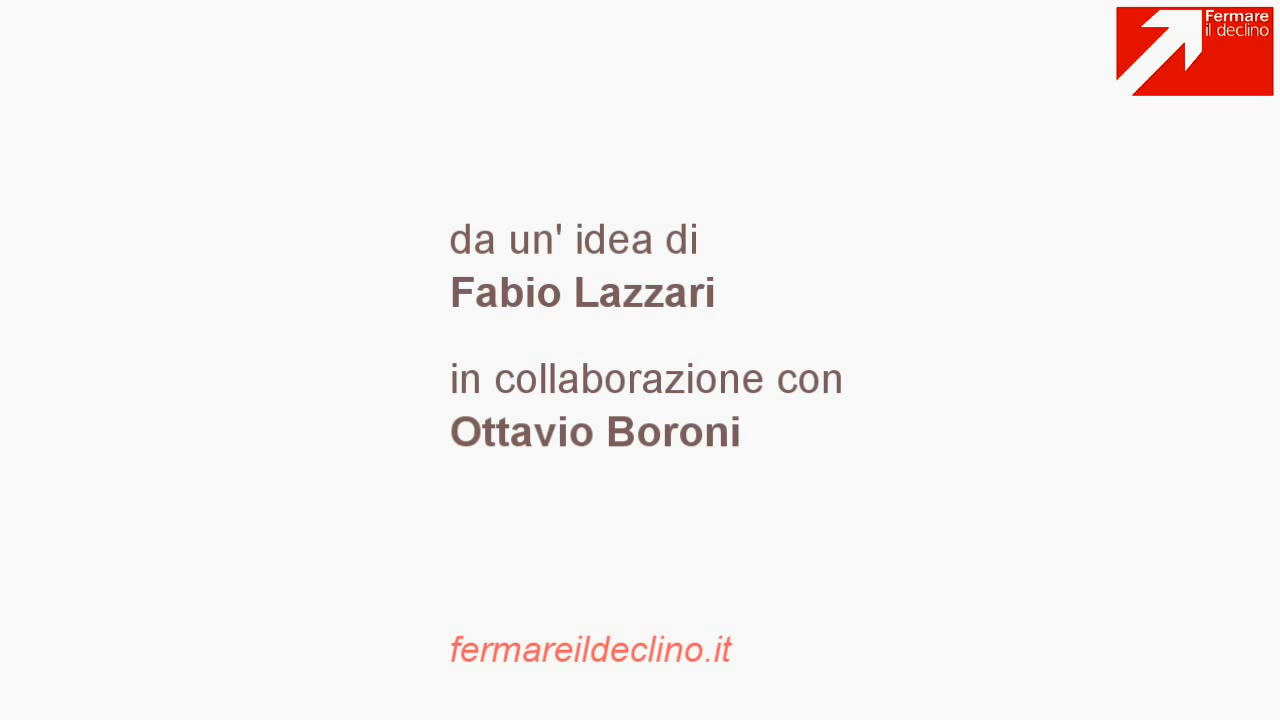 Fermare
il declino
da un' idea di
Fabio Lazzari
in collaborazione con
Ottavio Boroni
fermareildeclino.it